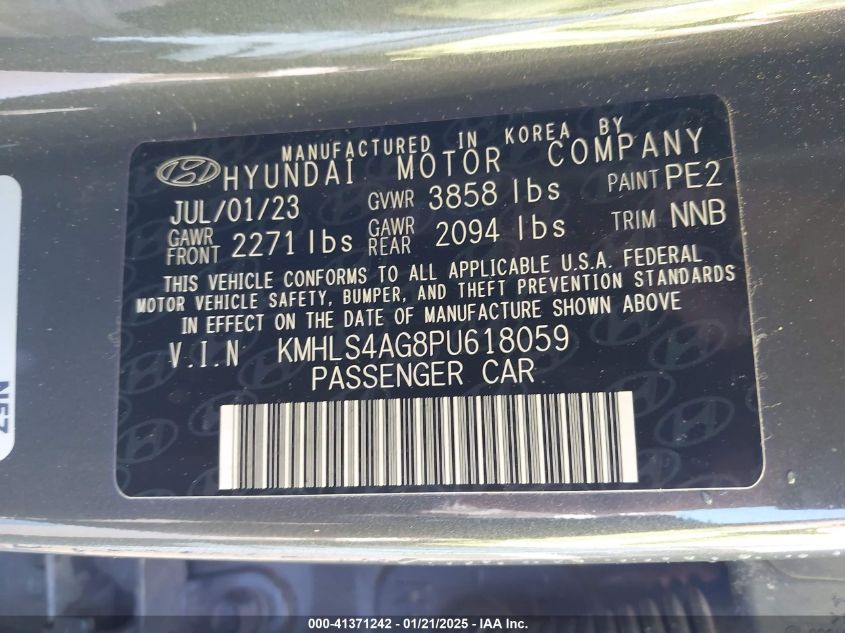 MANUFACTURED IN KOREA BY
HYUNDAI MOTOR COMPANY
JUL/01/23 GVWR 3858 lbs PAINT PE2
GAWR FRONT 2271 lbs GAWR REAR 2094 lbs TRIM NNB
THIS VEHICLE CONFORMS TO ALL APPLICABLE U.S.A. FEDERAL
MOTOR VEHICLE SAFETY, BUMPER, AND THEFT PREVENTION STANDARDS
IN EFFECT ON THE DATE OF MANUFACTURE SHOWN ABOVE
V.I.N KMHLS4AG8PU618059
PASSENGER CAR
N57
000-41371242 - 01/21/2025 - IAA Inc.